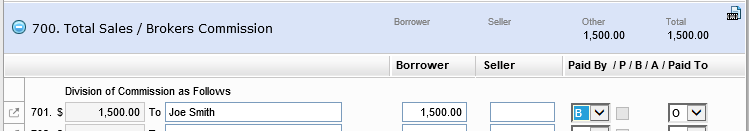 Borrower Seller Other Total
700. Total Sales / Brokers Commission 1,500.00 1,500.00
Borrower Seller Paid By / P / B / A / Paid To
Division of Commission as Follows
701. $ 1,500.00 To Joe Smith 1,500.00 B O